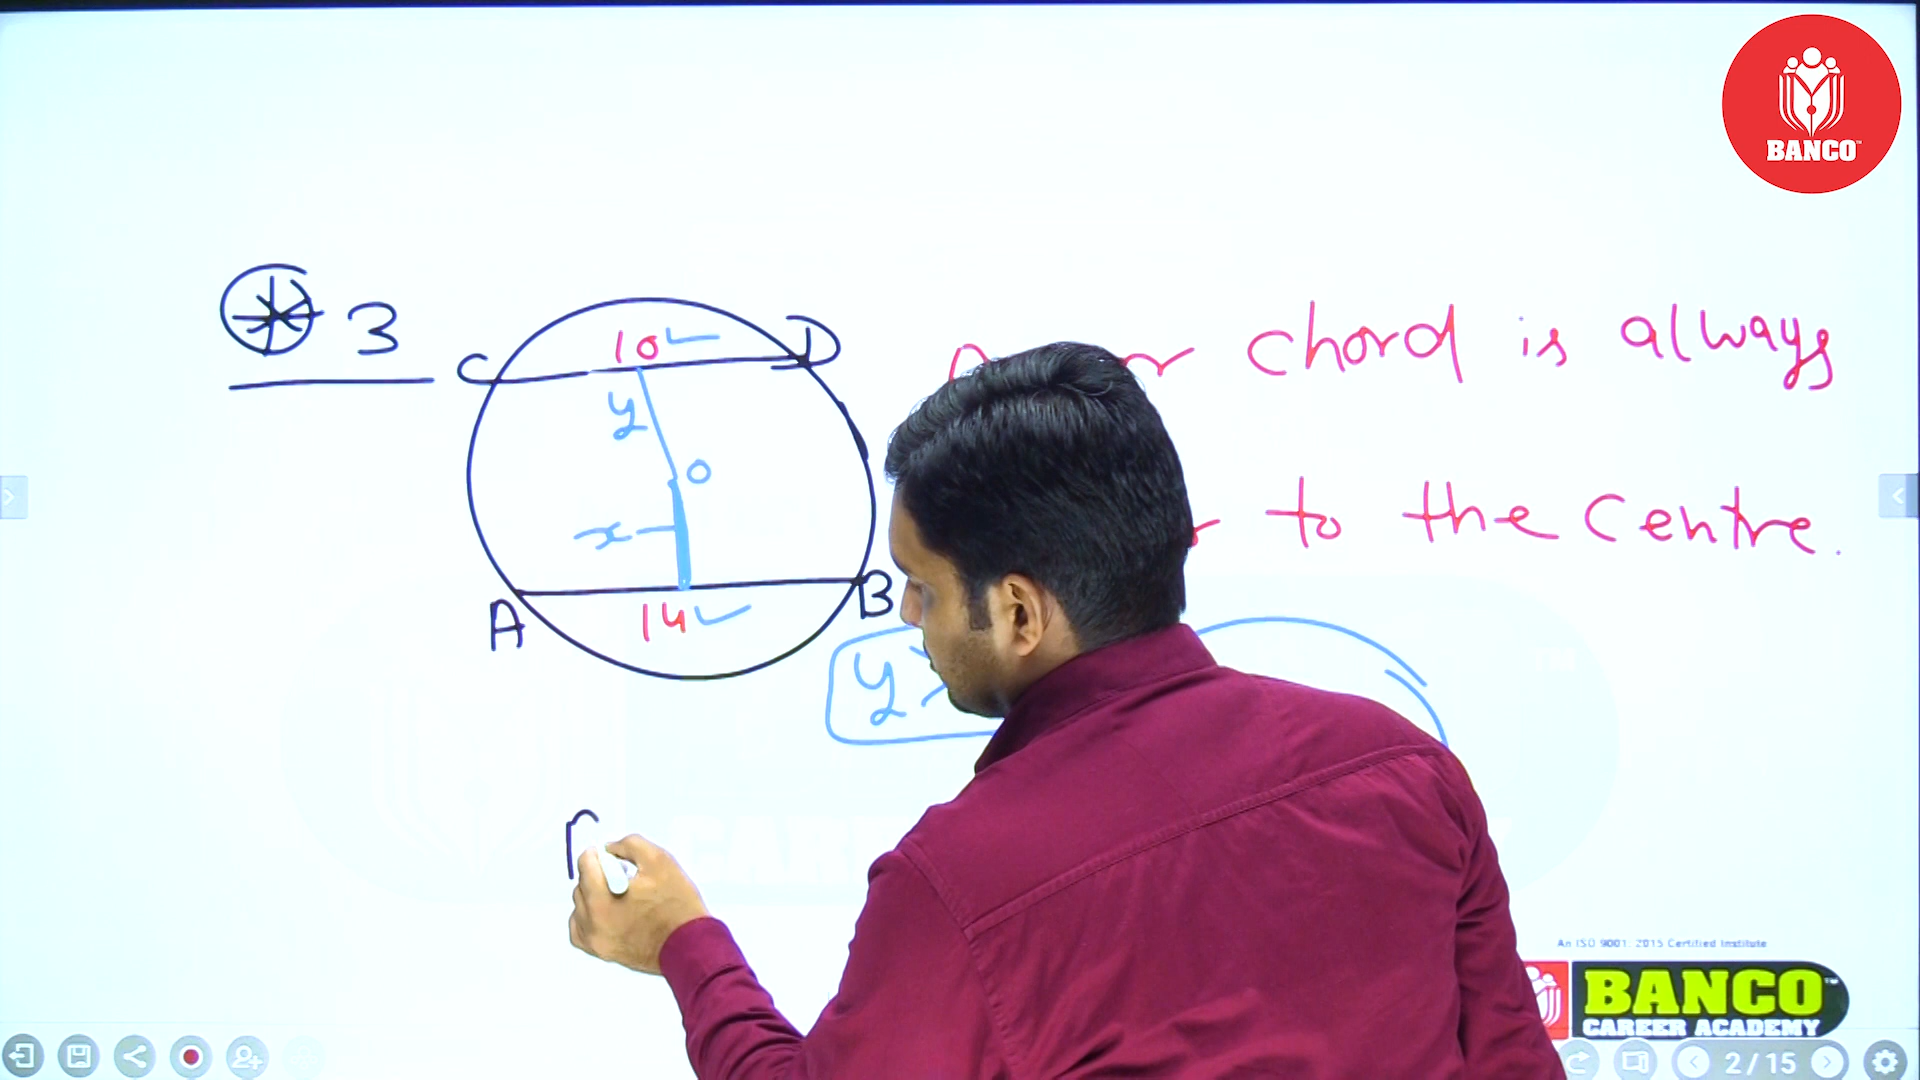 BANCO
3
C
10
D
chord is always
y
O
x
to the centre.
A
14
B
y
An ISO 9001: 2015 Certified Institute
BANCO
CAREER ACADEMY
2/15